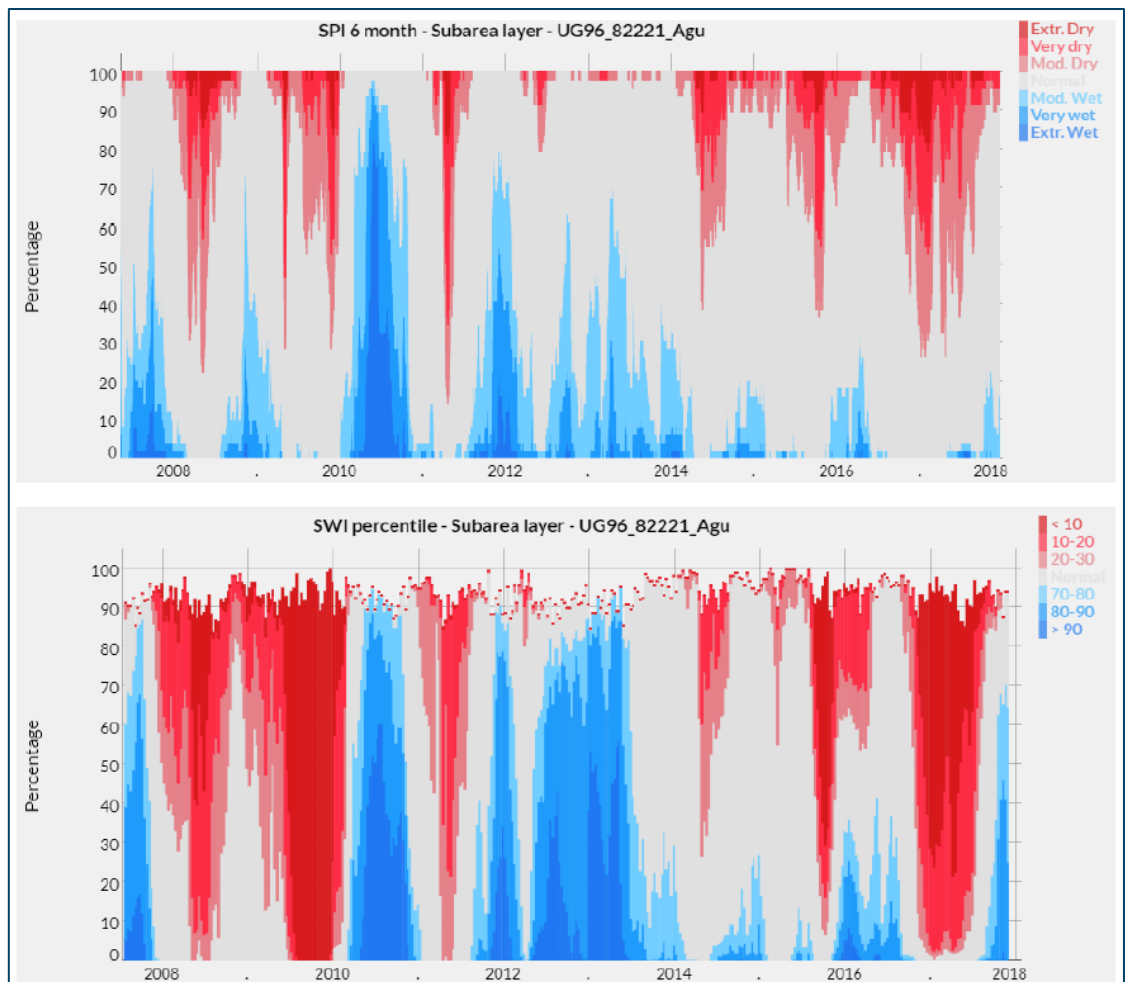 SPI 6 month - Subarea layer - UG96_82221_Agu
Extr. Dry
Very dry
Mod. Dry
Normal
Mod. Wet
Very wet
Extr. Wet
Percentage
100
90
80
70
60
50
40
30
20
10
0
2008 . 2010 . 2012 . 2014 . 2016 . 2018
SWI percentile - Subarea layer - UG96_82221_Agu
< 10
10-20
20-30
Normal
70-80
80-90
> 90
Percentage
100
90
80
70
60
50
40
30
20
10
0
2008 . 2010 . 2012 . 2014 . 2016 . 2018